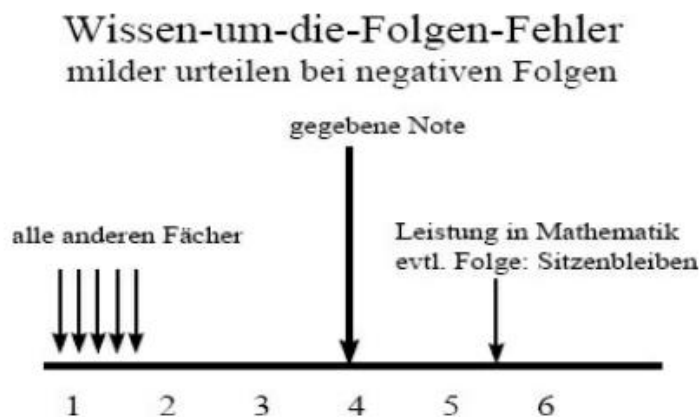 Wissen-um-die-Folgen-Fehler
milder urteilen bei negativen Folgen
gegebene Note
alle anderen Fächer
Leistung in Mathematik
evtl. Folge: Sitzenbleiben
1 2 3 4 5 6